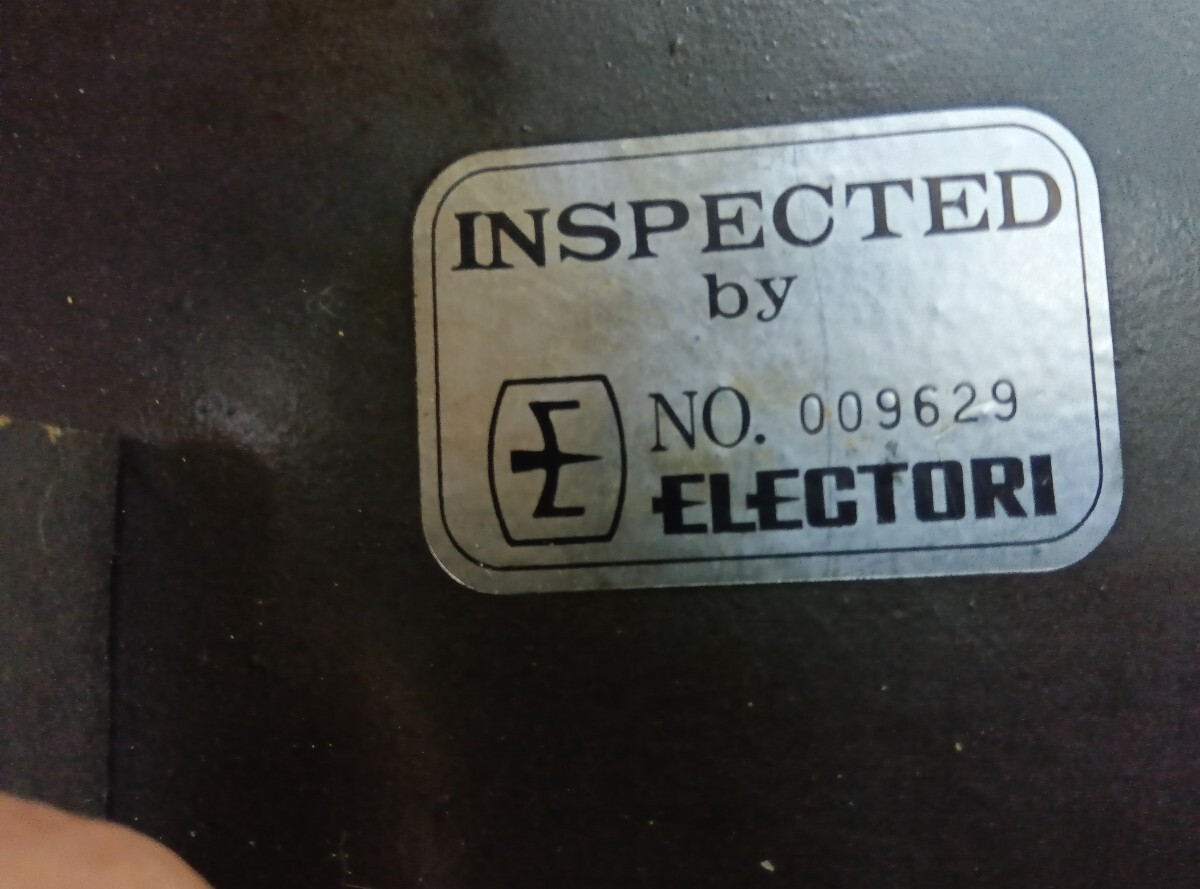 INSPECTED
by
NO. 009629
ELECTORI